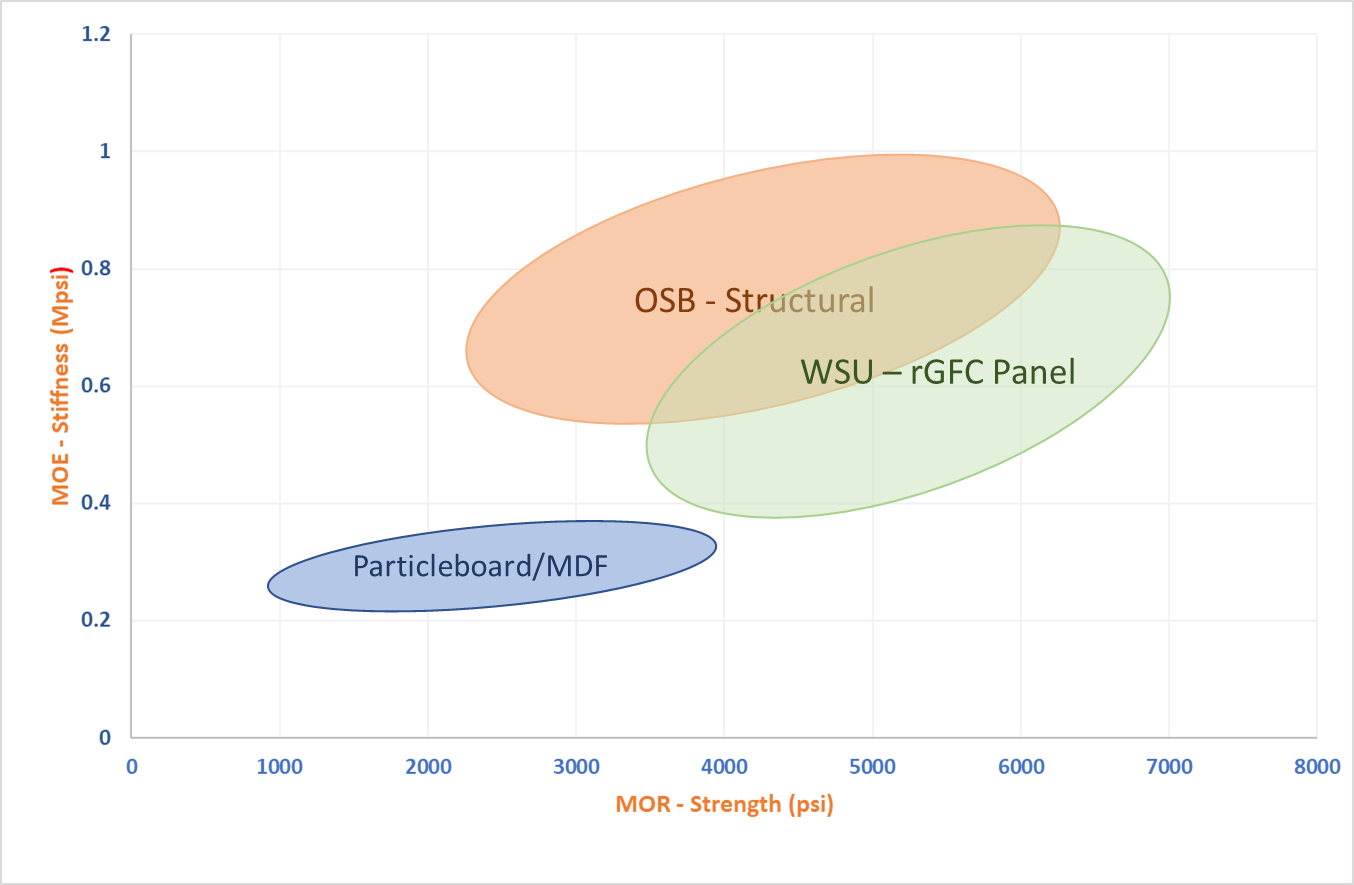 1.2
1
0.8
0.6
0.4
0.2
0
MOE - Stiffness (Mpsi)
OSB - Structural
WSU – rGFC Panel
Particleboard/MDF
0 1000 2000 3000 4000 5000 6000 7000 8000
MOR - Strength (psi)